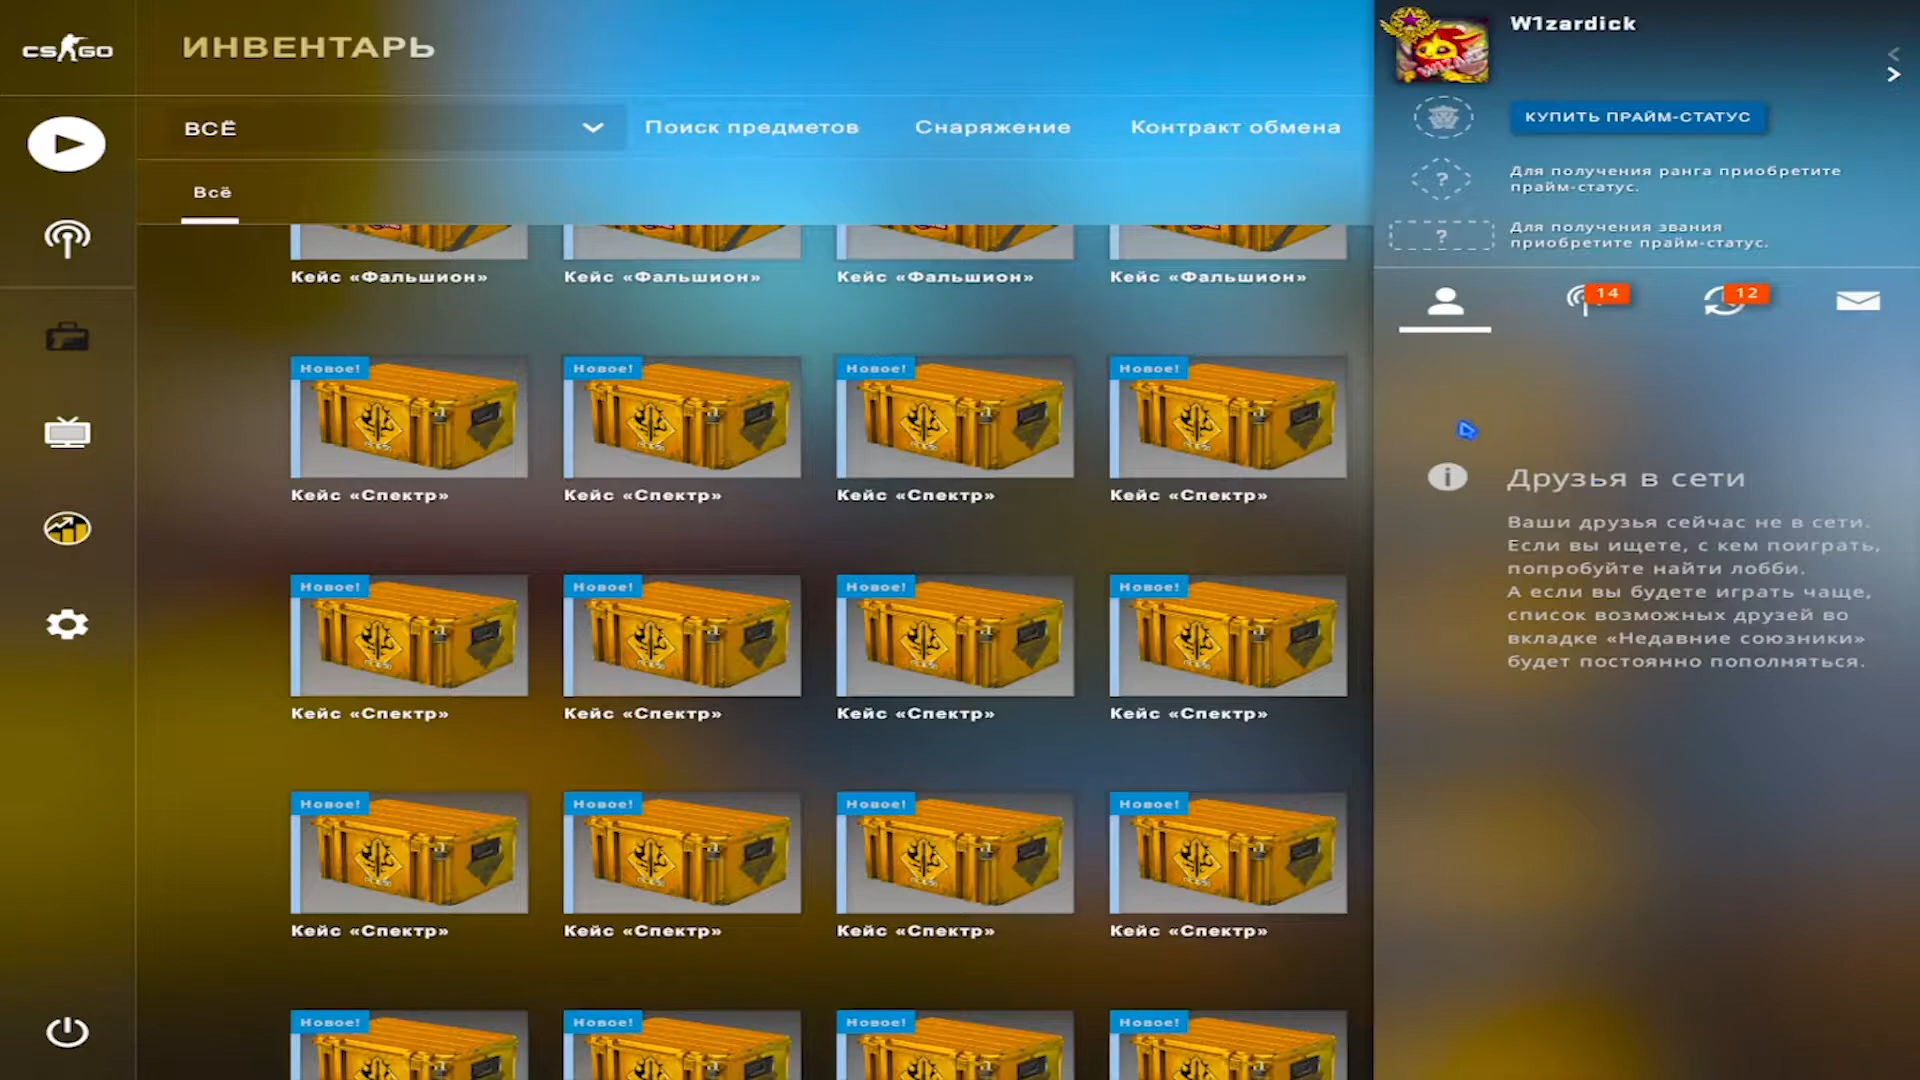 CS GO
ИНВЕНТАРЬ
ВСЁ
Поиск предметов
Снаряжение
Контракт обмена
Всё
Кейс «Фальшион»
Кейс «Фальшион»
Кейс «Фальшион»
Кейс «Фальшион»
Новое!
Новое!
Новое!
Новое!
Кейс «Спектр»
Кейс «Спектр»
Кейс «Спектр»
Кейс «Спектр»
Новое!
Новое!
Новое!
Новое!
Кейс «Спектр»
Кейс «Спектр»
Кейс «Спектр»
Кейс «Спектр»
Новое!
Новое!
Новое!
Новое!
Кейс «Спектр»
Кейс «Спектр»
Кейс «Спектр»
Кейс «Спектр»
Новое!
Новое!
Новое!
Новое!
W1zardick
КУПИТЬ ПРАЙМ-СТАТУС
?
Для получения ранга приобретите
прайм-статус.
?
Для получения звания
приобретите прайм-статус.
14
12
Друзья в сети
Ваши друзья сейчас не в сети.
Если вы ищете, с кем поиграть,
попробуйте найти лобби.
А если вы будете играть чаще,
список возможных друзей во
вкладке «Недавние союзники»
будет постоянно пополняться.